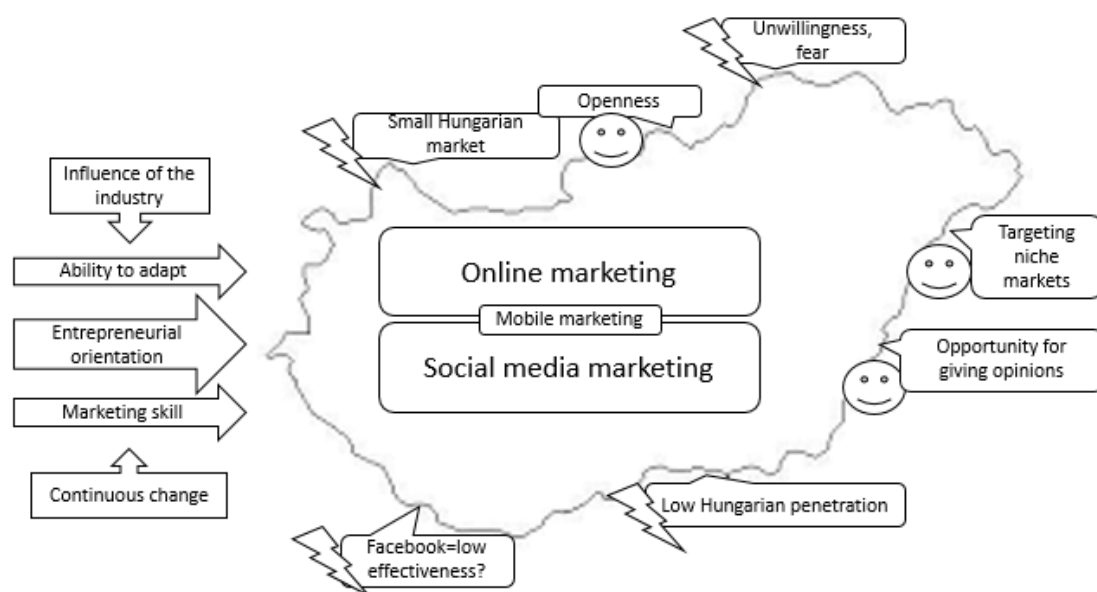 Unwillingness,
fear
Openness
Small Hungarian
market
Influence of the
industry
Ability to adapt
Entrepreneurial
orientation
Marketing skill
Continuous change
Online marketing
Mobile marketing
Social media marketing
Targeting
niche
markets
Opportunity for
giving opinions
Low Hungarian penetration
Facebook=low
effectiveness?